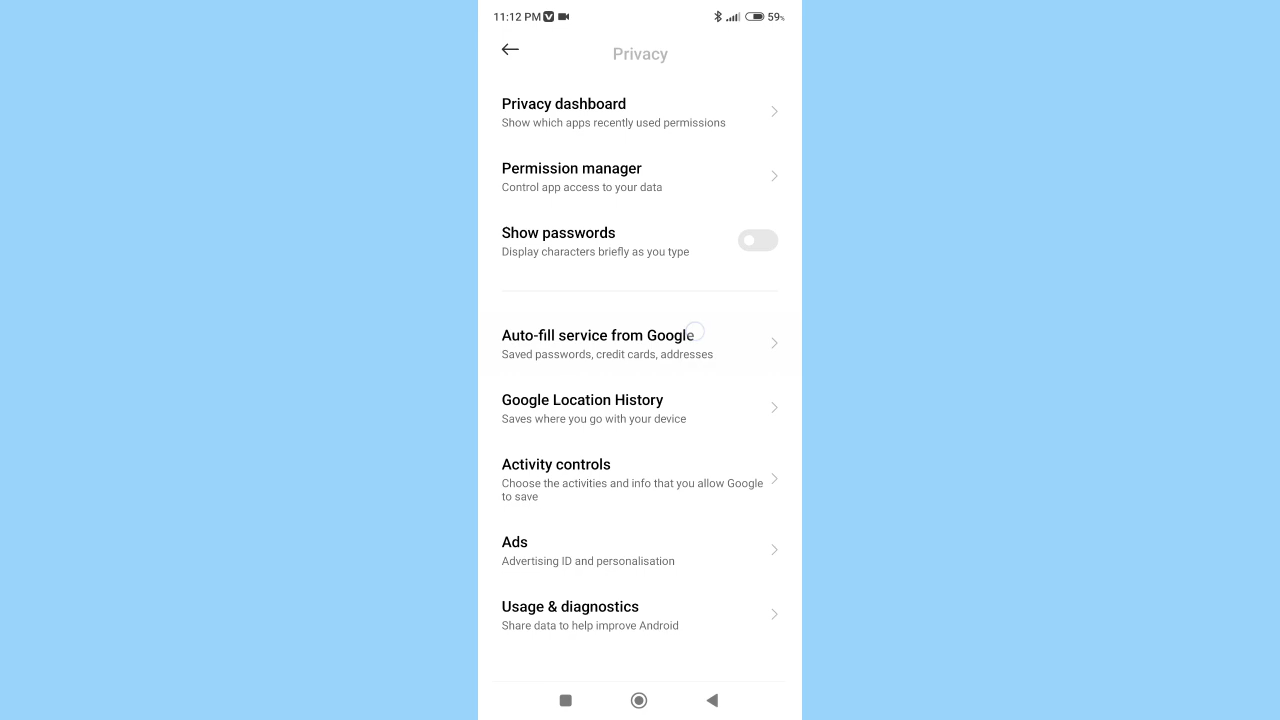 11:12 PM 59%
Privacy
Privacy dashboard
Show which apps recently used permissions
Permission manager
Control app access to your data
Show passwords
Display characters briefly as you type
Auto-fill service from Google
Saved passwords, credit cards, addresses
Google Location History
Saves where you go with your device
Activity controls
Choose the activities and info that you allow Google
to save
Ads
Advertising ID and personalisation
Usage & diagnostics
Share data to help improve Android